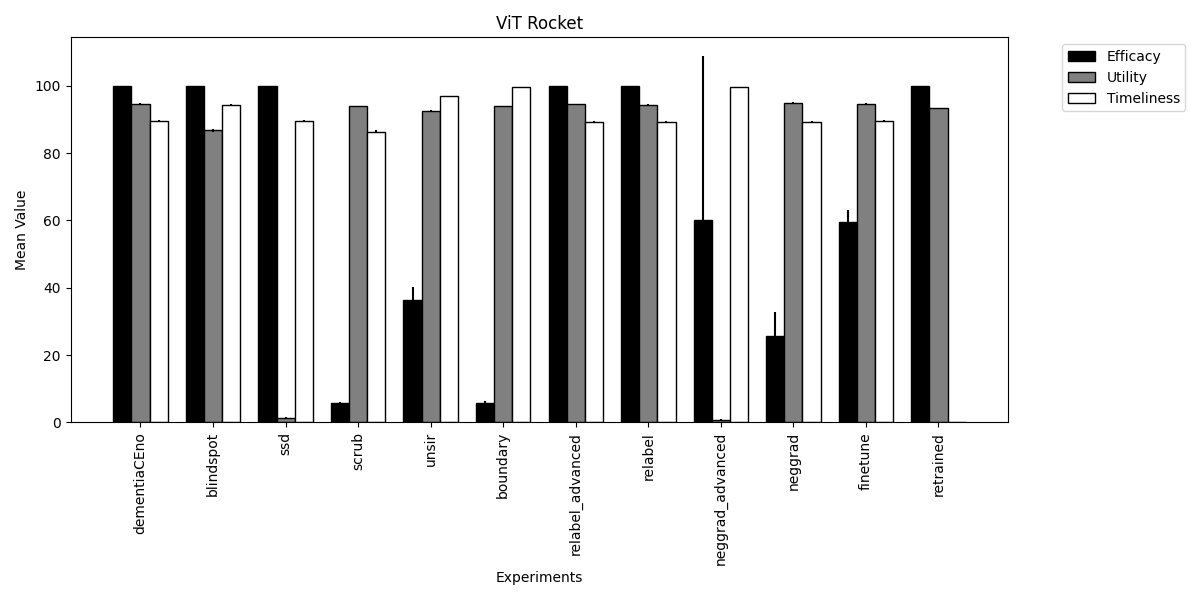 ViT Rocket
Efficacy
Utility
Timeliness
Mean Value
100
80
60
40
20
0
dementiaCEno
blindspot
ssd
scrub
unsir
boundary
relabel_advanced
relabel
neggrad_advanced
neggrad
finetune
retrained
Experiments